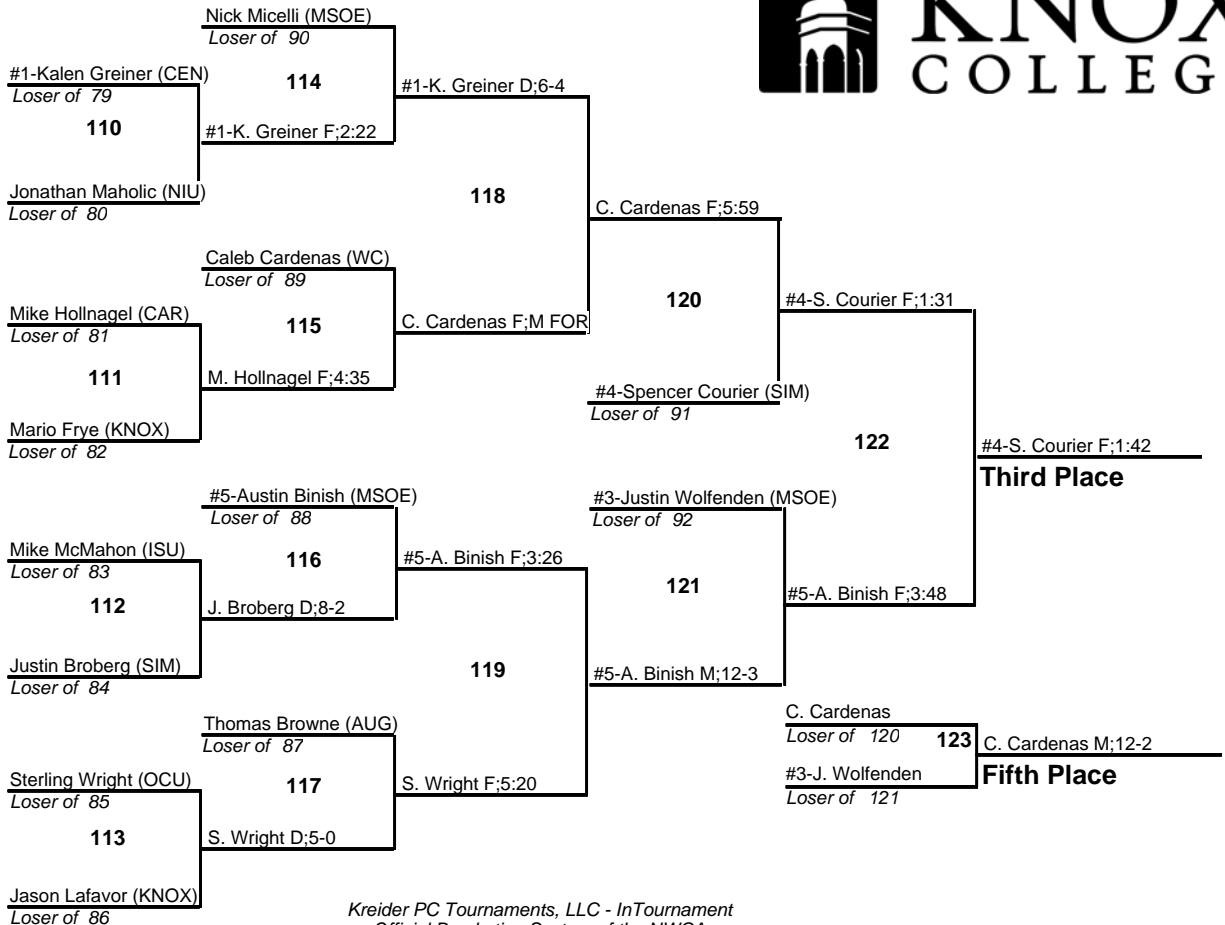 KNOX
COLLEG
Nick Micelli (MSOE)
Loser of 90
#1-Kalen Greiner (CEN)
Loser of 79
114
#1-K. Greiner D;6-4
110
#1-K. Greiner F;2:22
Jonathan Maholic (NIU)
Loser of 80
118
C. Cardenas F;5:59
Caleb Cardenas (WC)
Loser of 89
Mike Hollnagel (CAR)
Loser of 81
115
C. Cardenas F;M FOR
120
#4-S. Courier F;1:31
111
M. Hollnagel F;4:35
#4-Spencer Courier (SIM)
Loser of 91
Mario Frye (KNOX)
Loser of 82
122
#4-S. Courier F;1:42
Third Place
#5-Austin Binish (MSOE)
Loser of 88
#3-Justin Wolfenden (MSOE)
Loser of 92
Mike McMahon (ISU)
Loser of 83
116
#5-A. Binish F;3:26
112
J. Broberg D;8-2
121
#5-A. Binish F;3:48
Justin Broberg (SIM)
Loser of 84
119
#5-A. Binish M;12-3
Thomas Browne (AUG)
Loser of 87
C. Cardenas
Loser of 120
123
C. Cardenas M;12-2
Fifth Place
#3-J. Wolfenden
Loser of 121
Sterling Wright (OCU)
Loser of 85
117
S. Wright F;5:20
113
S. Wright D;5-0
Jason Lafavor (KNOX)
Loser of 86
Kreider PC Tournaments, LLC - InTournament